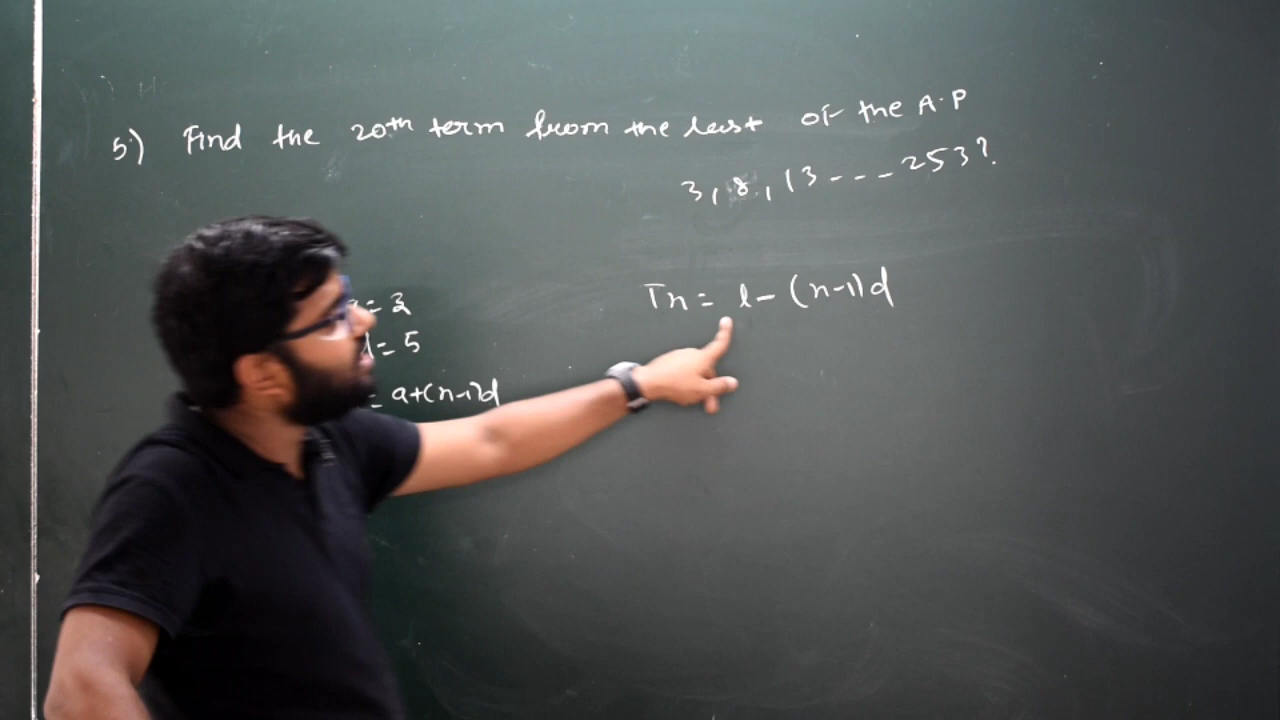 5) Find the 20th term from the last of the A.P
3, 8, 13 --- 253?
= 3
Tn = l - (n-1)d
d = 5
= a+(n-1)d